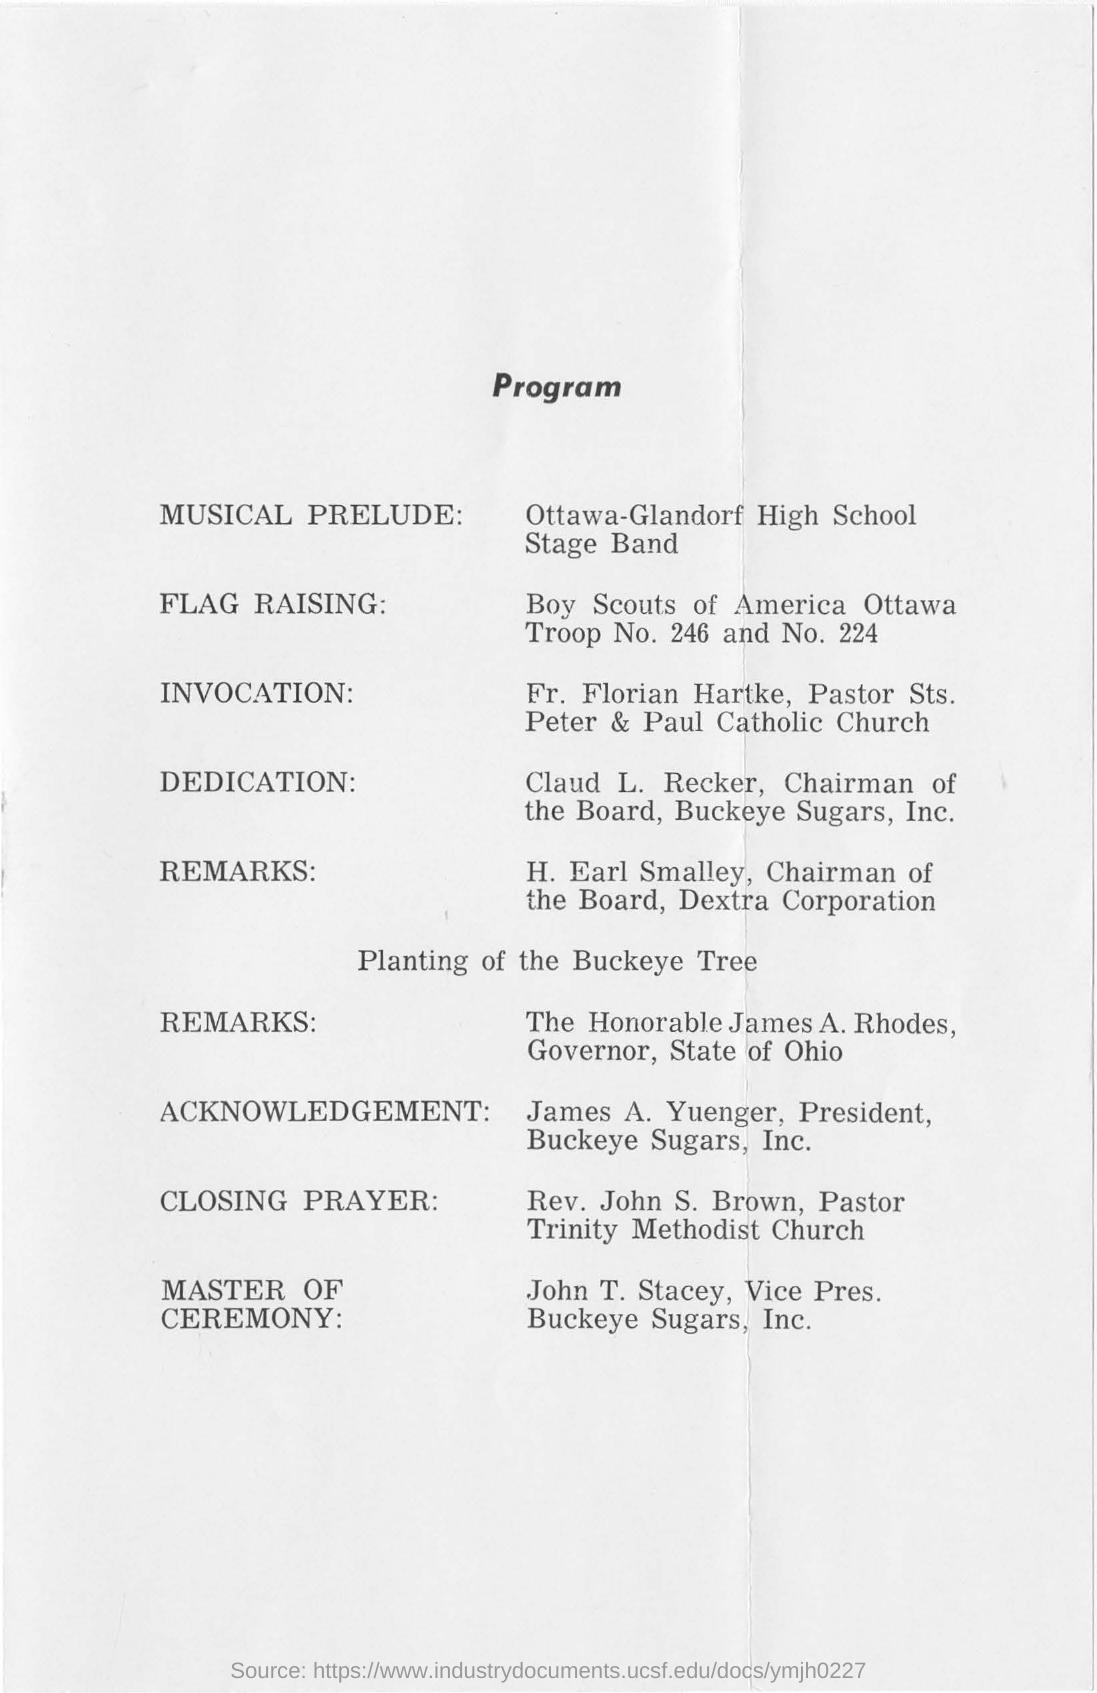 Program
MUSICAL PRELUDE: Ottawa-Glandorf High School
Stage Band
FLAG RAISING: Boy Scouts of America Ottawa
Troop No. 246 and No. 224
INVOCATION: Fr. Florian Hartke, Pastor Sts.
Peter & Paul Catholic Church
DEDICATION: Claud L. Recker, Chairman of
the Board, Buckeye Sugars, Inc.
REMARKS: H. Earl Smalley, Chairman of
the Board, Dextra Corporation
Planting of the Buckeye Tree
REMARKS: The Honorable James A. Rhodes,
Governor, State of Ohio
ACKNOWLEDGEMENT: James A. Yuenger, President,
Buckeye Sugars, Inc.
CLOSING PRAYER: Rev. John S. Brown, Pastor
Trinity Methodist Church
MASTER OF John T. Stacey, Vice Pres.
CEREMONY: Buckeye Sugars, Inc.
Source: https://www.industrydocuments.ucsf.edu/docs/ymjh0227